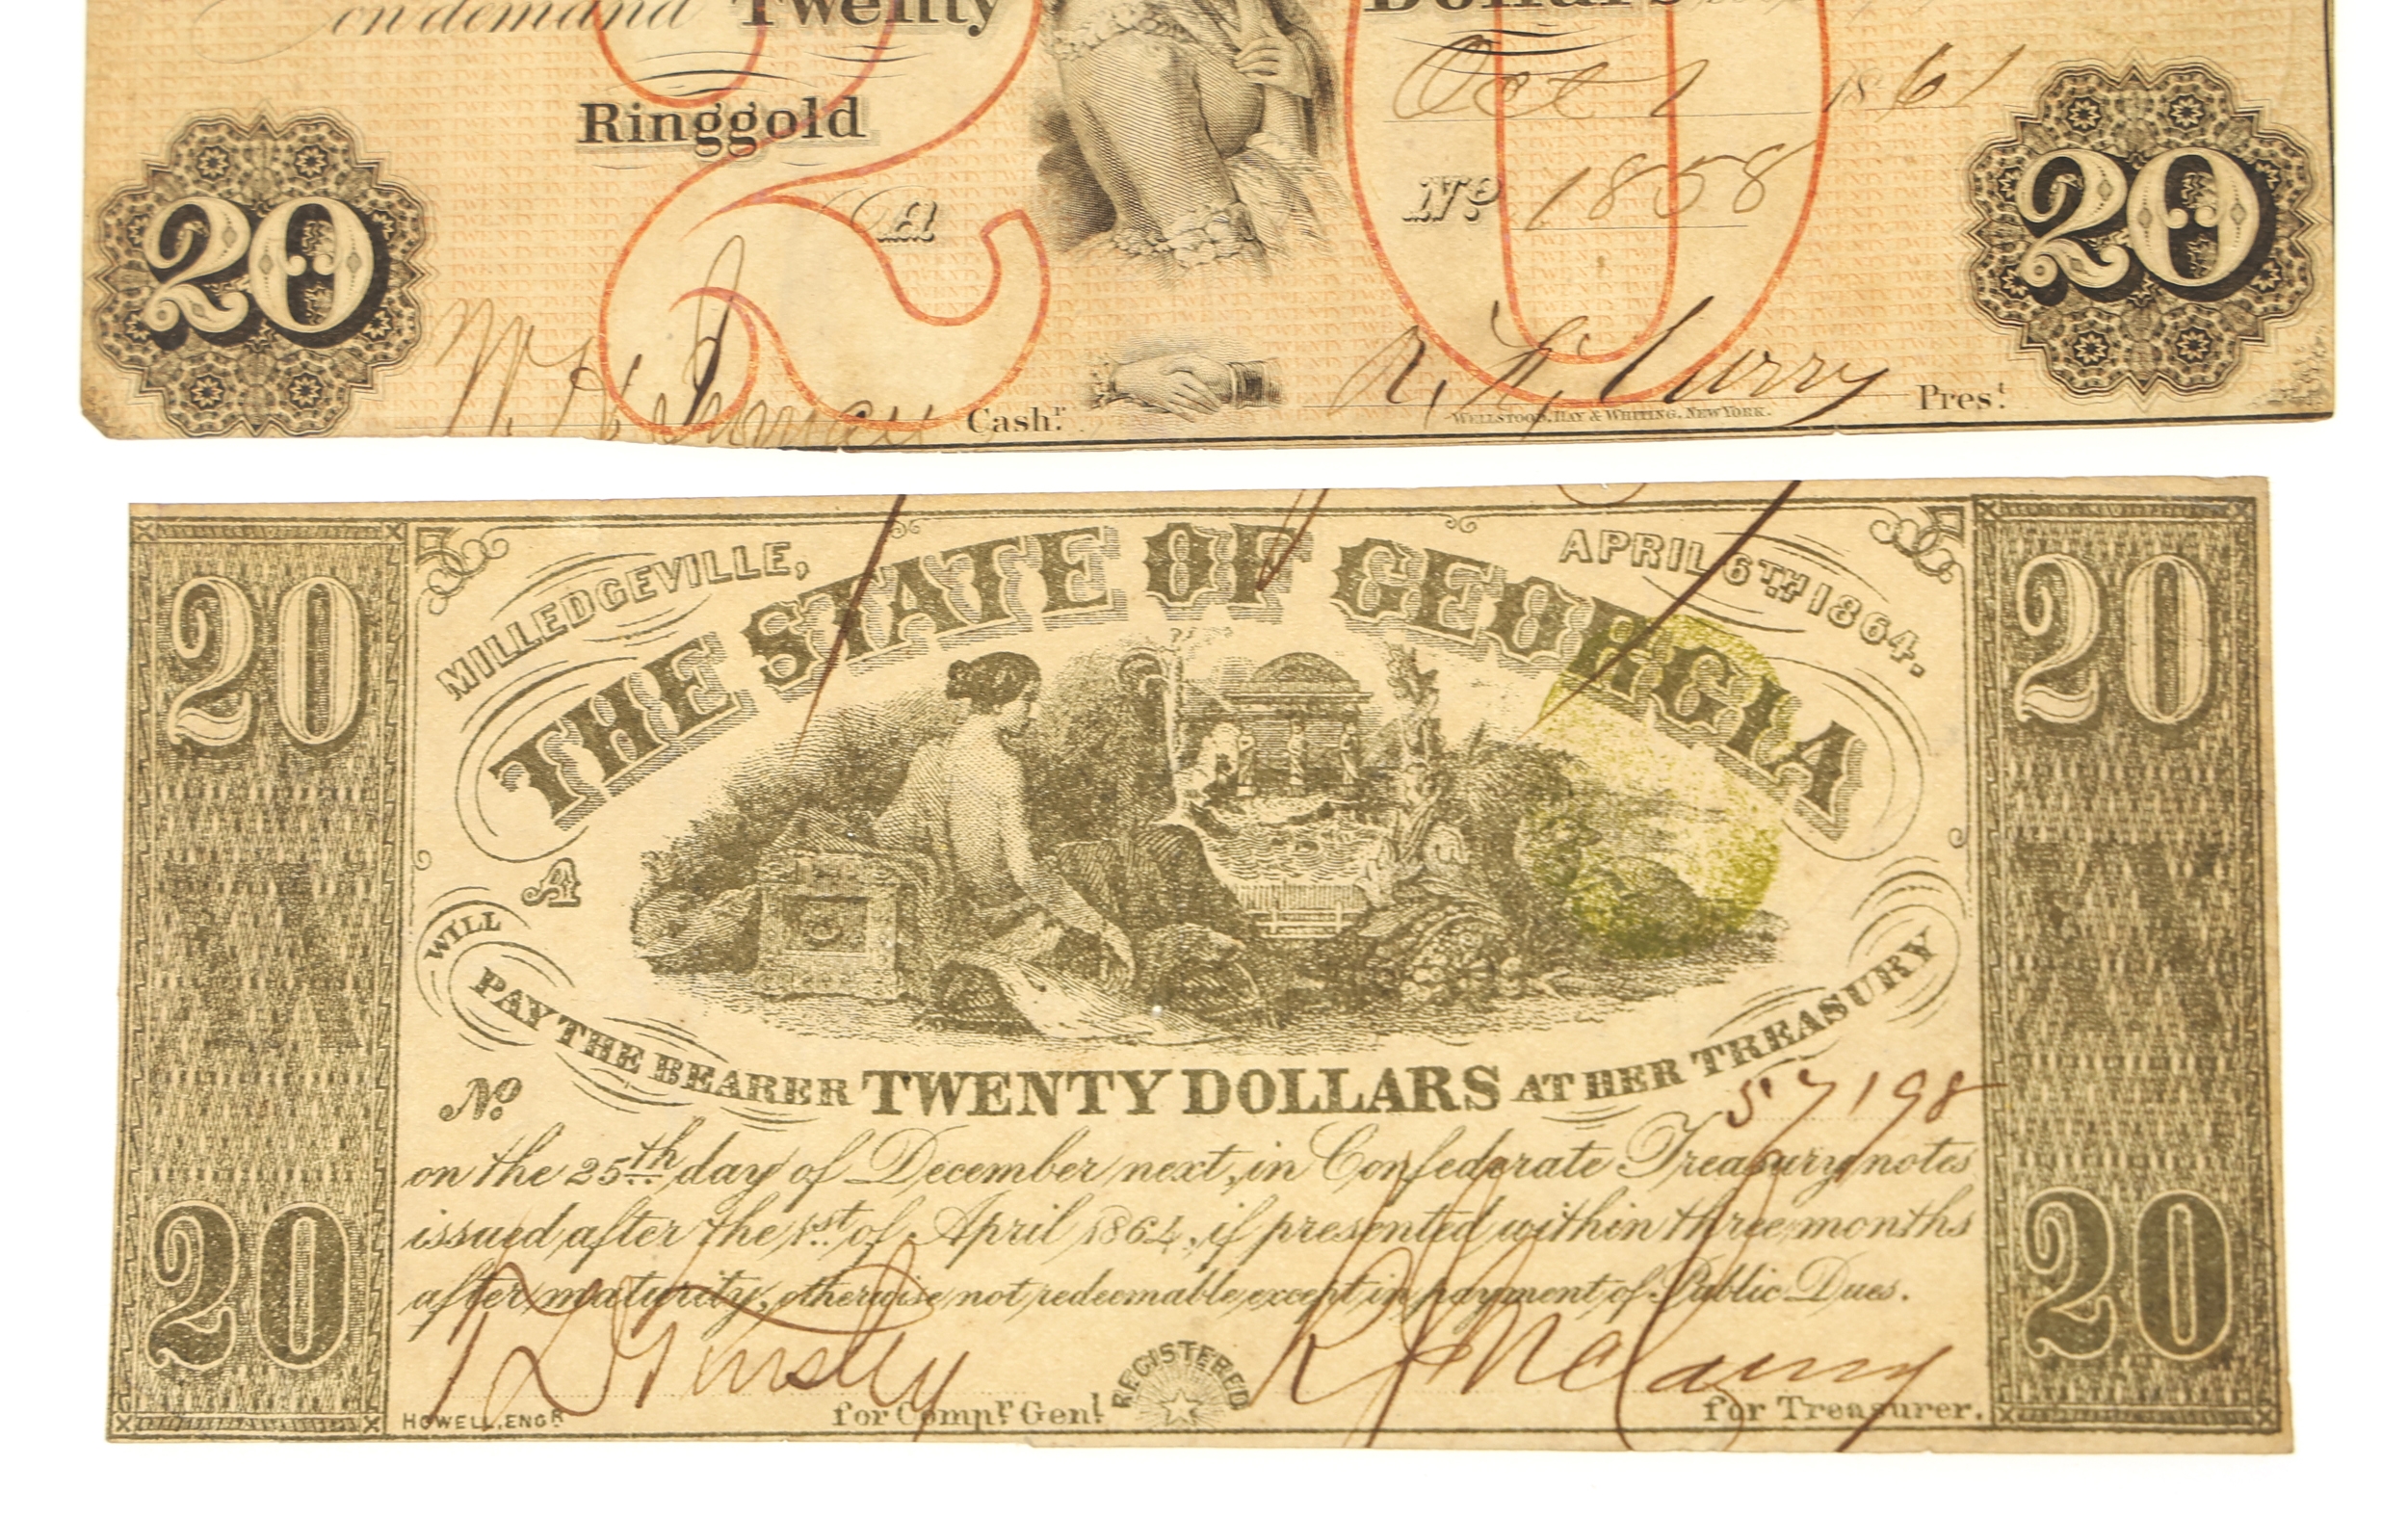 on demand Twenty Dollars
Oct 1 1861
Ringgold
A
No. 1858
20
20
Cashr.
R. H. Curry Prest.
WELLSTOOD, HAY & WHITING, NEW YORK.
MILLEDGEVILLE, APRIL 6TH 1864.
20
20
THE STATE OF GEORGIA
A
WILL
PAY THE BEARER TWENTY DOLLARS AT HER TREASURY
No. 57198
on the 25th day of December next, in Confederate Treasury notes
issued after the 1st of April 1864, if presented within three months
after maturity, otherwise not redeemable except in payment of Public Dues.
20
20
REGISTERED
HOWELL, ENGR for Compr. Genl. for Treasurer.